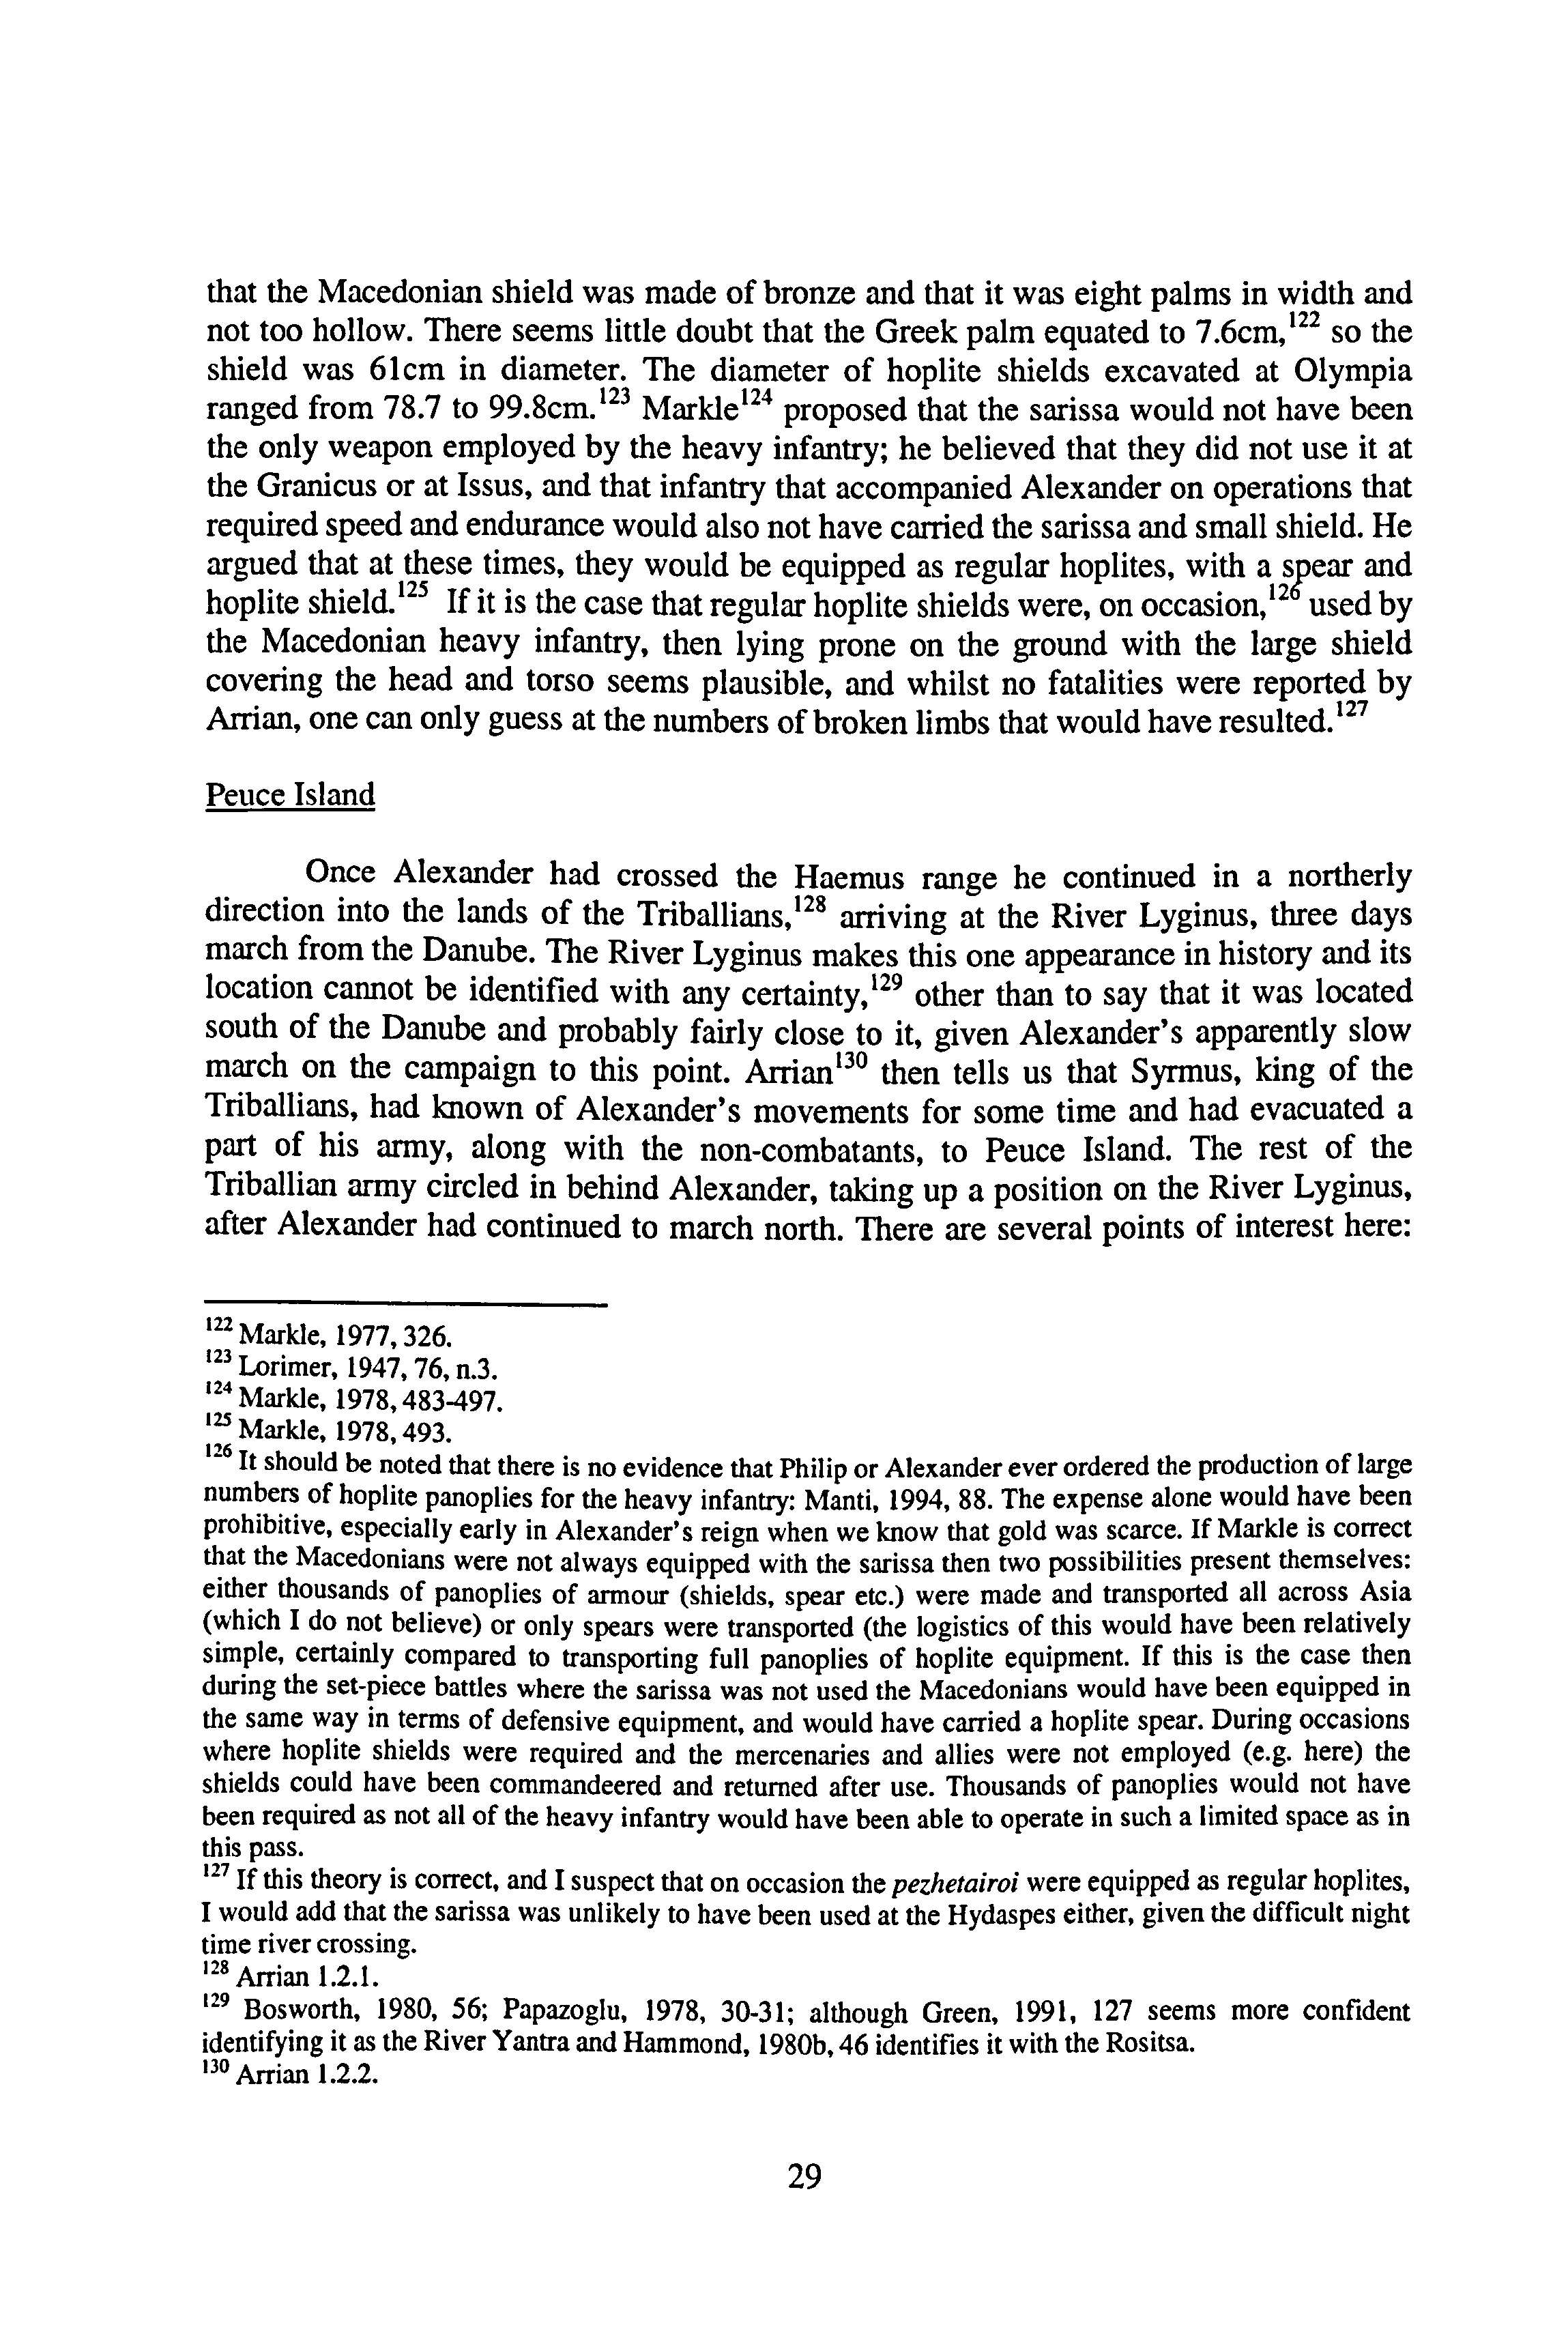 that the Macedonian shield was made of bronze and that it was eight palms in width and
not too hollow. There seems little doubt that the Greek palm equated to 7.6cm,¹²² so the
shield was 61cm in diameter. The diameter of hoplite shields excavated at Olympia
ranged from 78.7 to 99.8cm.¹²³ Markle¹²⁴ proposed that the sarissa would not have been
the only weapon employed by the heavy infantry; he believed that they did not use it at
the Granicus or at Issus, and that infantry that accompanied Alexander on operations that
required speed and endurance would also not have carried the sarissa and small shield. He
argued that at these times, they would be equipped as regular hoplites, with a spear and
hoplite shield.¹²⁵ If it is the case that regular hoplite shields were, on occasion,¹²⁶ used by
the Macedonian heavy infantry, then lying prone on the ground with the large shield
covering the head and torso seems plausible, and whilst no fatalities were reported by
Arrian, one can only guess at the numbers of broken limbs that would have resulted.¹²⁷
Peuce Island
Once Alexander had crossed the Haemus range he continued in a northerly
direction into the lands of the Triballians,¹²⁸ arriving at the River Lyginus, three days
march from the Danube. The River Lyginus makes this one appearance in history and its
location cannot be identified with any certainty,¹²⁹ other than to say that it was located
south of the Danube and probably fairly close to it, given Alexander's apparently slow
march on the campaign to this point. Arrian¹³⁰ then tells us that Syrmus, king of the
Triballians, had known of Alexander's movements for some time and had evacuated a
part of his army, along with the non-combatants, to Peuce Island. The rest of the
Triballian army circled in behind Alexander, taking up a position on the River Lyginus,
after Alexander had continued to march north. There are several points of interest here:
¹²² Markle, 1977, 326.
¹²³ Lorimer, 1947, 76, n.3.
¹²⁴ Markle, 1978, 483-497.
¹²⁵ Markle, 1978, 493.
¹²⁶ It should be noted that there is no evidence that Philip or Alexander ever ordered the production of large
numbers of hoplite panoplies for the heavy infantry: Manti, 1994, 88. The expense alone would have been
prohibitive, especially early in Alexander's reign when we know that gold was scarce. If Markle is correct
that the Macedonians were not always equipped with the sarissa then two possibilities present themselves:
either thousands of panoplies of armour (shields, spear etc.) were made and transported all across Asia
(which I do not believe) or only spears were transported (the logistics of this would have been relatively
simple, certainly compared to transporting full panoplies of hoplite equipment. If this is the case then
during the set-piece battles where the sarissa was not used the Macedonians would have been equipped in
the same way in terms of defensive equipment, and would have carried a hoplite spear. During occasions
where hoplite shields were required and the mercenaries and allies were not employed (e.g. here) the
shields could have been commandeered and returned after use. Thousands of panoplies would not have
been required as not all of the heavy infantry would have been able to operate in such a limited space as in
this pass.
¹²⁷ If this theory is correct, and I suspect that on occasion the pezhetairoi were equipped as regular hoplites,
I would add that the sarissa was unlikely to have been used at the Hydaspes either, given the difficult night
time river crossing.
¹²⁸ Arrian 1.2.1.
¹²⁹ Bosworth, 1980, 56; Papazoglu, 1978, 30-31; although Green, 1991, 127 seems more confident
identifying it as the River Yantra and Hammond, 1980b, 46 identifies it with the Rositsa.
¹³⁰ Arrian 1.2.2.
29